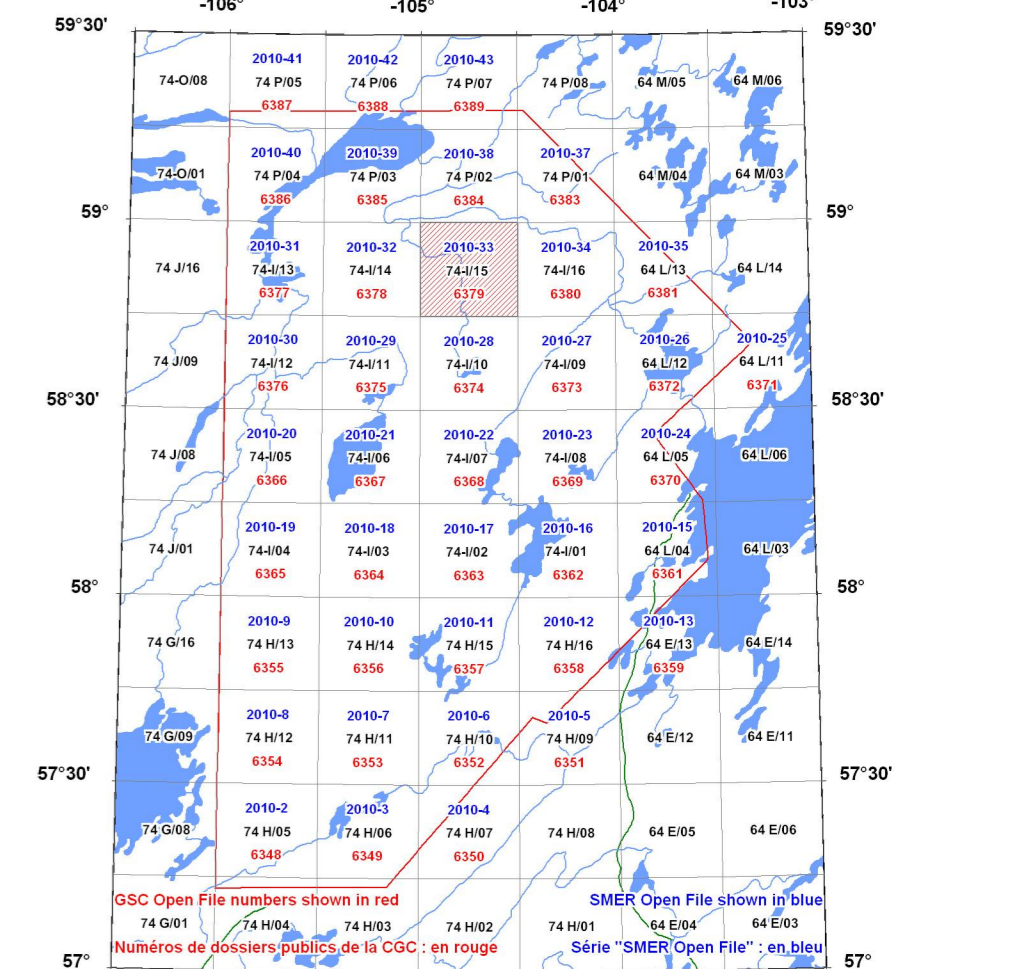 -106° -105° -104° -103°
59°30' 59°30'
2010-41 2010-42 2010-43
74-O/08 74 P/05 74 P/06 74 P/07 74 P/08 64 M/05 64 M/06
6387 6388 6389
2010-40 2010-39 2010-38 2010-37
74-O/01 74 P/04 74 P/03 74 P/02 74 P/01 64 M/04 64 M/03
6386 6385 6384 6383
59° 59°
2010-31 2010-32 2010-33 2010-34 2010-35
74 J/16 74-I/13 74-I/14 74-I/15 74-I/16 64 L/13 64 L/14
6377 6378 6379 6380 6381
2010-30 2010-29 2010-28 2010-27 2010-26 2010-25
74 J/09 74-I/12 74-I/11 74-I/10 74-I/09 64 L/12 64 L/11
6376 6375 6374 6373 6372 6371
58°30' 58°30'
2010-20 2010-21 2010-22 2010-23 2010-24
74 J/08 74-I/05 74-I/06 74-I/07 74-I/08 64 L/05 64 L/06
6366 6367 6368 6369 6370
2010-19 2010-18 2010-17 2010-16 2010-15
74 J/01 74-I/04 74-I/03 74-I/02 74-I/01 64 L/04 64 L/03
6365 6364 6363 6362 6361
58° 58°
2010-9 2010-10 2010-11 2010-12 2010-13
74 G/16 74 H/13 74 H/14 74 H/15 74 H/16 64 E/13 64 E/14
6355 6356 6357 6358 6359
2010-8 2010-7 2010-6 2010-5
74 G/09 74 H/12 74 H/11 74 H/10 74 H/09 64 E/12 64 E/11
6354 6353 6352 6351
57°30' 57°30'
2010-2 2010-3 2010-4
74 G/08 74 H/05 74 H/06 74 H/07 74 H/08 64 E/05 64 E/06
6348 6349 6350
GSC Open File numbers shown in red SMER Open File shown in blue
74 G/01 74 H/04 74 H/03 74 H/02 74 H/01 64 E/04 64 E/03
Numéros de dossiers publics de la CGC : en rouge Série "SMER Open File" : en bleu
57° 57°